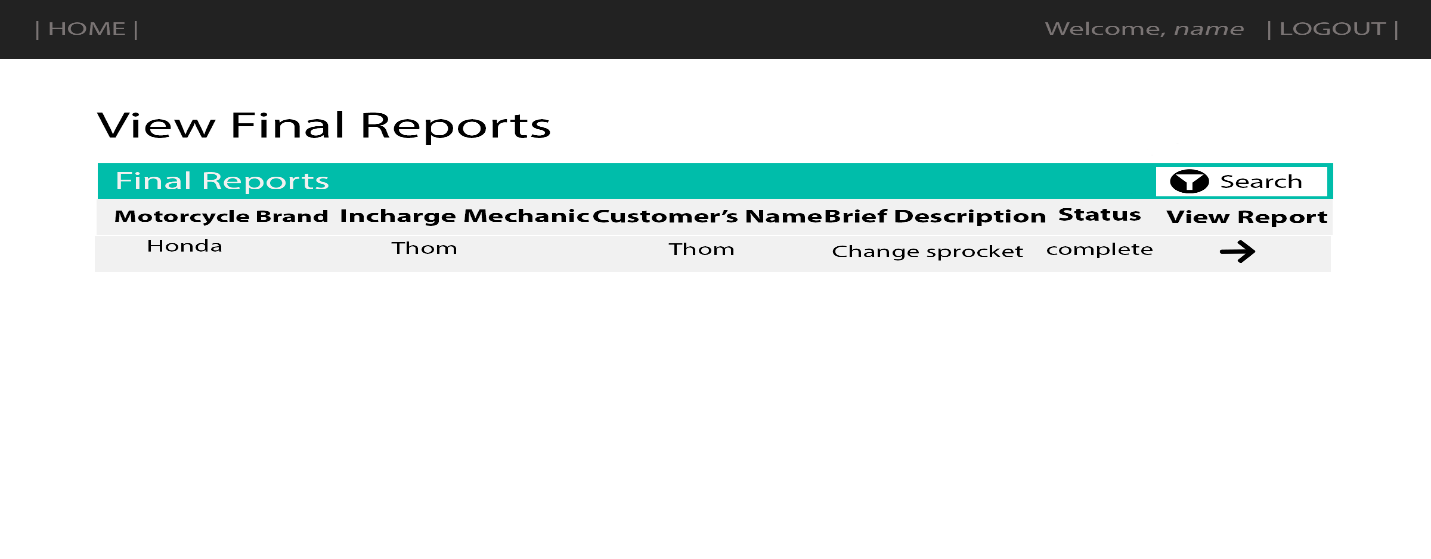 | HOME | Welcome, name | LOGOUT |
View Final Reports
Final Reports Search
Motorcycle Brand Incharge Mechanic Customer’s Name Brief Description Status View Report
Honda Thom Thom Change sprocket complete